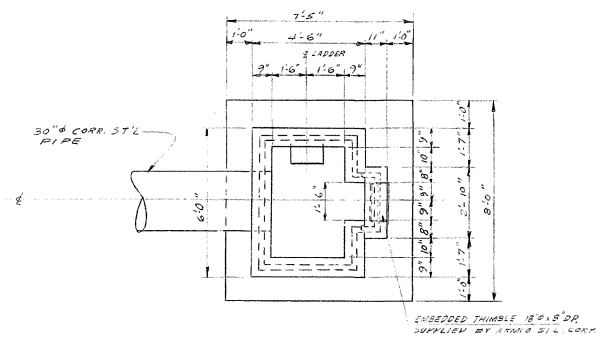 7'-5"
1'-0" 4'-6" 11" 1'-0"
℄ LADDER
9" 1'-6" 1'-6" 9"
30"ϕ CORR. ST'L
PIPE
℄
6'-0"
1'-6"
9" 10" 8" 9" 9" 8" 10" 9"
1'-0" 1'-7" 2'-10" 1'-7" 1'-0"
8'-0"
EMBEDDED THIMBLE 18"ϕ x 8" DP.
SUPPLIED BY ARMCO ST'L. CORP.